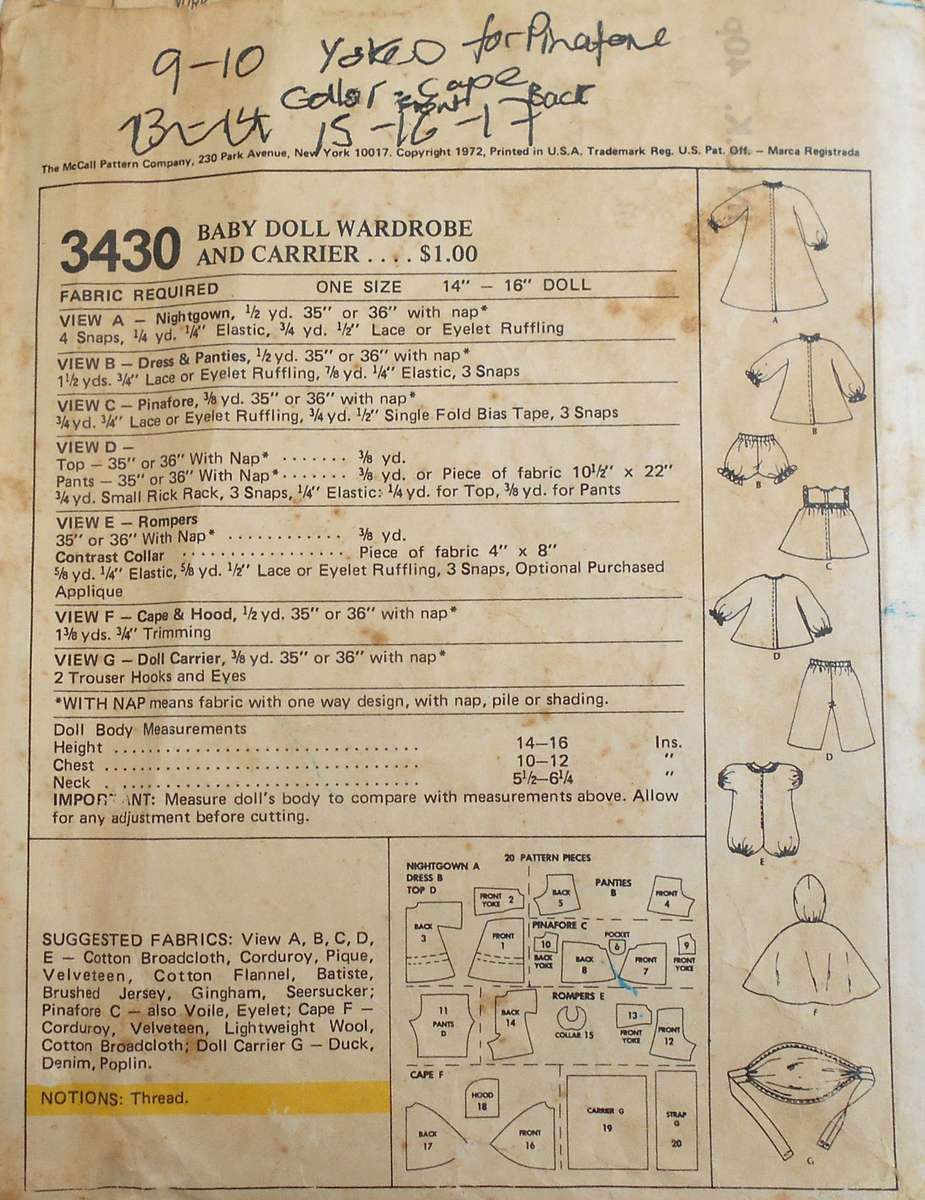 9-10 Yokes for Pinafore
Collar Cape
Front Back
13-14 15-16-17
The McCall Pattern Company, 230 Park Avenue, New York 10017. Copyright 1972, Printed in U.S.A. Trademark Reg. U.S. Pat. Off. – Marca Registrada
U.K. 40p
3430 BABY DOLL WARDROBE
AND CARRIER .... $1.00
FABRIC REQUIRED ONE SIZE 14" – 16" DOLL
VIEW A – Nightgown, 1/2 yd. 35" or 36" with nap*
4 Snaps, 1/4 yd. 1/4" Elastic, 3/4 yd. 1/2" Lace or Eyelet Ruffling
VIEW B – Dress & Panties, 1/2 yd. 35" or 36" with nap*
1 1/2 yds. 3/4" Lace or Eyelet Ruffling, 7/8 yd. 1/4" Elastic, 3 Snaps
VIEW C – Pinafore, 3/8 yd. 35" or 36" with nap*
3/4 yd. 3/4" Lace or Eyelet Ruffling, 3/4 yd. 1/2" Single Fold Bias Tape, 3 Snaps
VIEW D –
Top – 35" or 36" With Nap* ....... 3/8 yd.
Pants – 35" or 36" With Nap* ....... 3/8 yd. or Piece of fabric 10 1/2" x 22"
3/4 yd. Small Rick Rack, 3 Snaps, 1/4" Elastic: 1/4 yd. for Top, 3/8 yd. for Pants
VIEW E – Rompers
35" or 36" With Nap* ............ 3/8 yd.
Contrast Collar ................. Piece of fabric 4" x 8"
5/8 yd. 1/4" Elastic, 5/8 yd. 1/2" Lace or Eyelet Ruffling, 3 Snaps, Optional Purchased
Applique
VIEW F – Cape & Hood, 1/2 yd. 35" or 36" with nap*
1 3/8 yds. 3/4" Trimming
VIEW G – Doll Carrier, 3/8 yd. 35" or 36" with nap*
2 Trouser Hooks and Eyes
*WITH NAP means fabric with one way design, with nap, pile or shading.
Doll Body Measurements
Height ................................ 14–16 Ins.
Chest ................................ 10–12 "
Neck ................................ 5 1/2–6 1/4 "
IMPORTANT: Measure doll's body to compare with measurements above. Allow
for any adjustment before cutting.
A
B
B
C
D
D
E
F
G
SUGGESTED FABRICS: View A, B, C, D,
E – Cotton Broadcloth, Corduroy, Pique,
Velveteen, Cotton Flannel, Batiste,
Brushed Jersey, Gingham, Seersucker;
Pinafore C – also Voile, Eyelet; Cape F –
Corduroy, Velveteen, Lightweight Wool,
Cotton Broadcloth; Doll Carrier G – Duck,
Denim, Poplin.
NOTIONS: Thread.
20 PATTERN PIECES
NIGHTGOWN A
DRESS B
TOP D
FRONT YOKE 2
BACK 3
FRONT 1
PANTIES B
BACK 5
FRONT 4
PINAFORE C
10 BACK YOKE
BACK 8
POCKET 6
FRONT 7
9 FRONT YOKE
11 PANTS D
ROMPERS E
BACK 14
COLLAR 15
13 FRONT YOKE
FRONT 12
CAPE F
HOOD 18
BACK 17
FRONT 16
CARRIER G 19
STRAP G 20